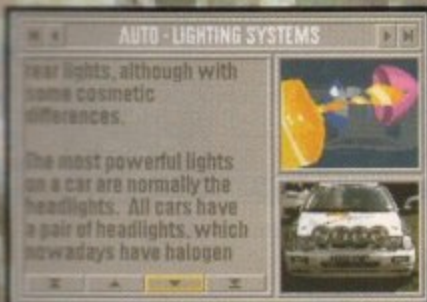 AUTO - LIGHTING SYSTEMS
rear lights, although with
some cosmetic
differences.
The most powerful lights
on a car are normally the
headlights. All cars have
a pair of headlights, which
nowadays have halogen